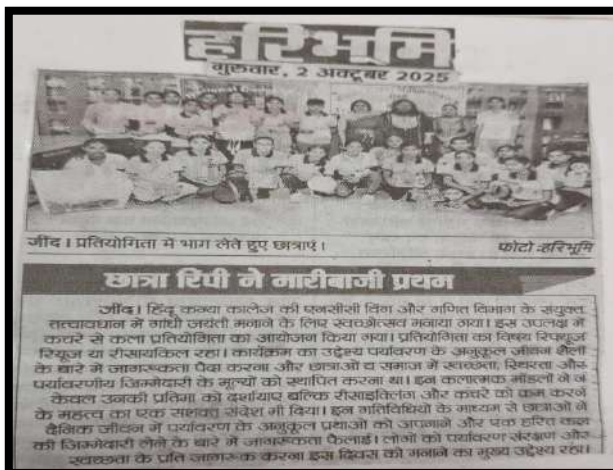 हरिभूमि
गुरुवार, 2 अक्टूबर 2025
जींद। प्रतियोगिता में भाग लेते हुए छात्राएं। फोटो:हरिभूमि
छात्रा रिपी ने मारीबाजी प्रथम
जींद। हिंदू कन्या कालेज की एनसीसी विंग और गणित विभाग के संयुक्त
तत्वावधान में गांधी जयंती मनाने के लिए स्वच्छोत्सव मनाया गया। इस उपलक्ष में
कचरे से कला प्रतियोगिता का आयोजन किया गया। प्रतियोगिता का विषय रिफ्यूज
रियूज या रीसायकिल रहा। कार्यक्रम का उद्देश्य पर्यावरण के अनुकूल जीवन शैली
के बारे में जागरूकता पैदा करना और छात्राओं व समाज में स्वच्छता, स्थिरता और
पर्यावरणीय जिम्मेदारी के मूल्यों को स्थापित करना था। इन कलात्मक मॉडलों ने न
केवल उनकी प्रतिभा को दर्शाया बल्कि रीसाइक्लिंग और कचरे को कम करने
के महत्व का एक सशक्त संदेश भी दिया। इन गतिविधियों के माध्यम से छात्राओं ने
दैनिक जीवन में पर्यावरण के अनुकूल प्रथाओं को अपनाने और एक हरित कल
की जिम्मेदारी लेने के बारे में जागरूकता फैलाई। लोगों को पर्यावरण संरक्षण और
स्वच्छता के प्रति जागरूक करना इस दिवस को मनाने का मुख्य उद्देश्य रहा।